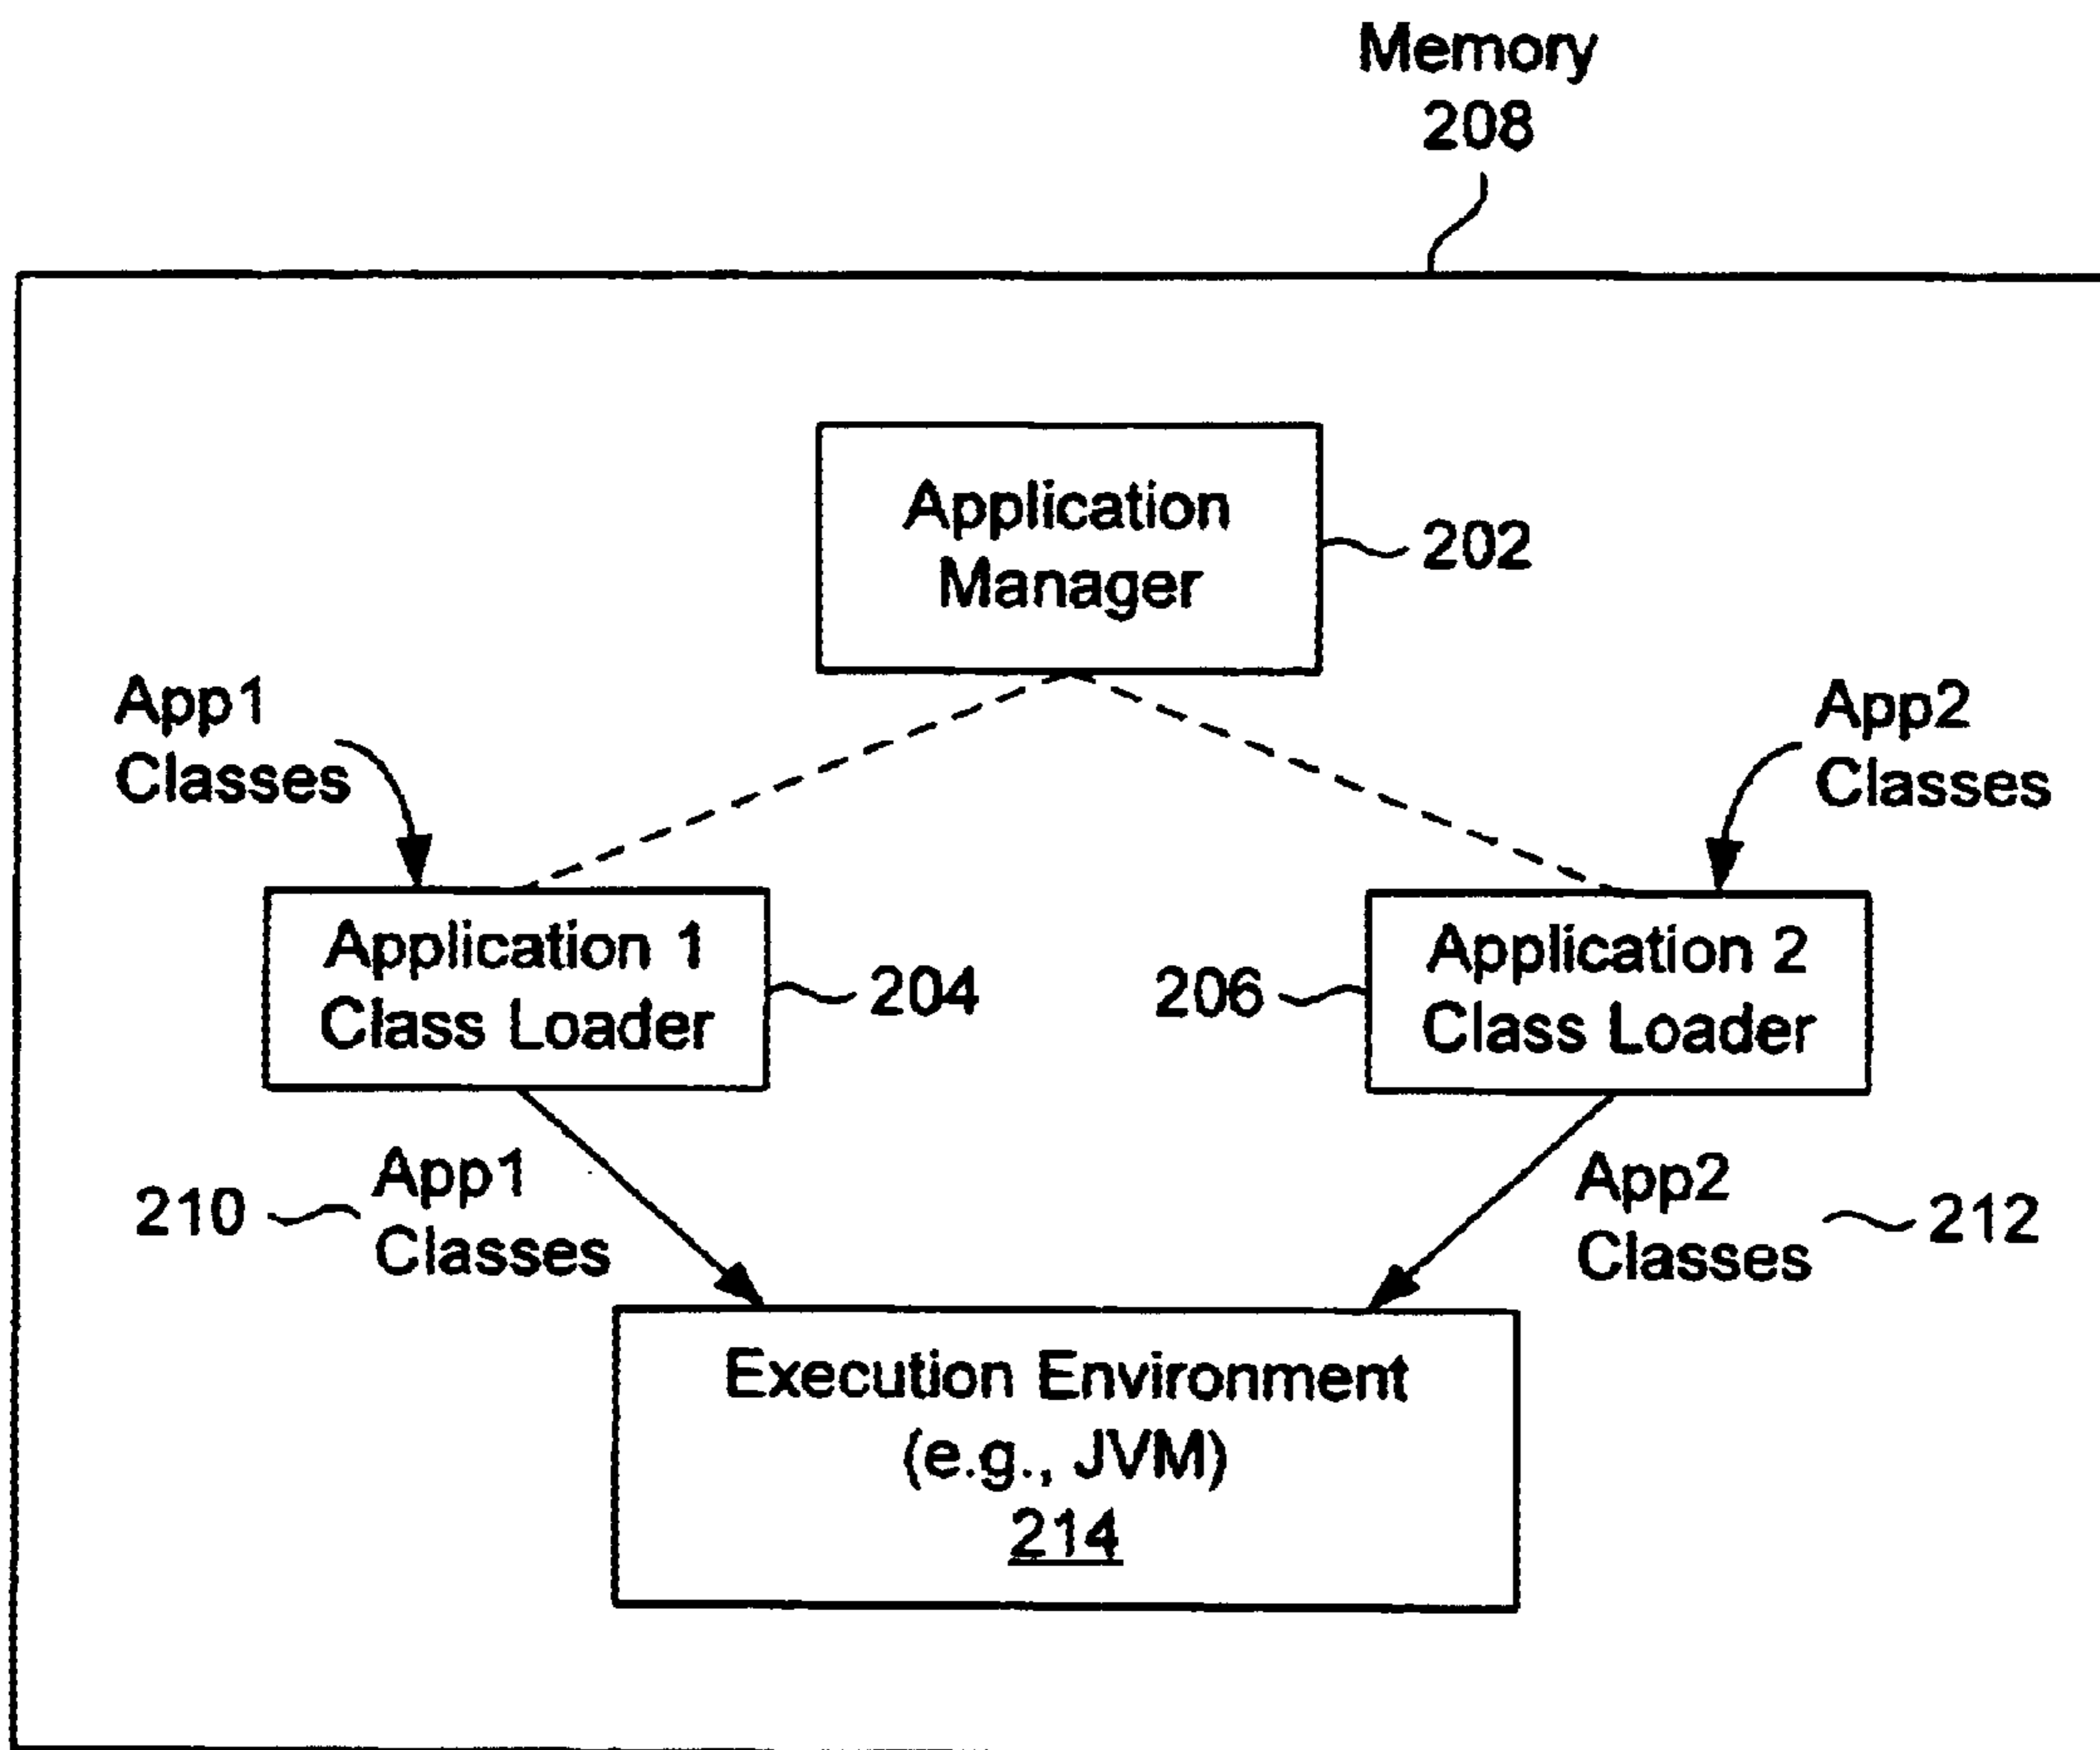 Memory
208
Application
Manager
202
App1
Classes
App2
Classes
Application 1
Class Loader
204
206
Application 2
Class Loader
210
App1
Classes
App2
Classes
212
Execution Environment
(e.g., JVM)
214